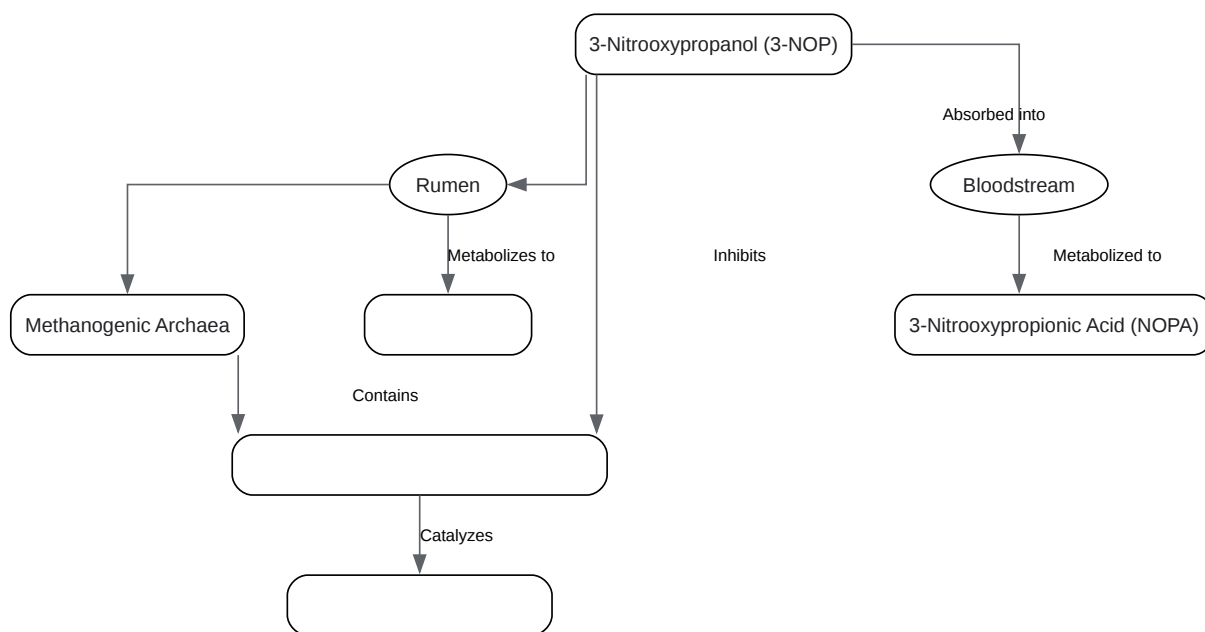 3-Nitrooxypropanol (3-NOP)
Absorbed into
Rumen
Bloodstream
Metabolizes to
Inhibits
Metabolized to
Methanogenic Archaea
3-Nitrooxypropionic Acid (NOPA)
Contains
Catalyzes